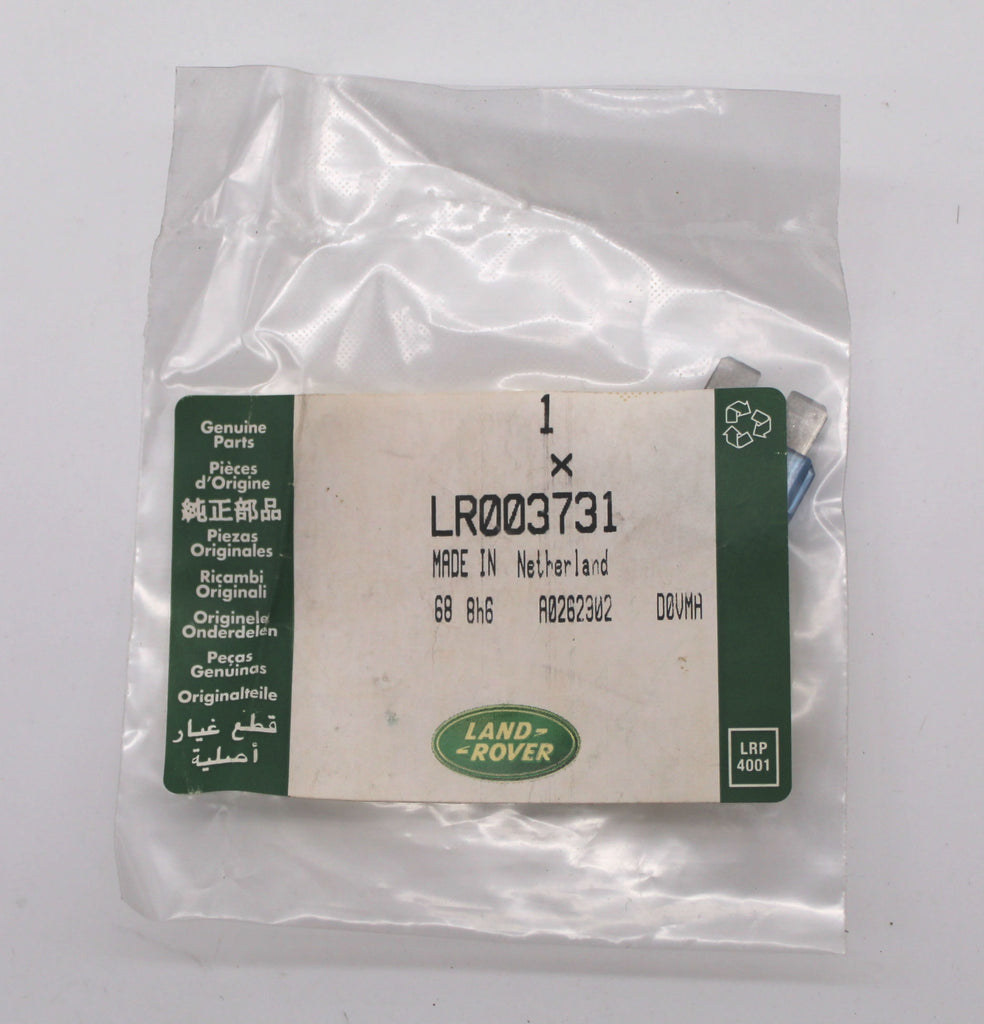 Genuine
Parts
Pièces
d'Origine
純正部品
Piezas
Originales
Ricambi
Originali
Originele
Onderdelen
Peças
Genuinas
Originalteile
قطع غيار
أصلية
1
×
LR003731
MADE IN Netherland
68 8h6 A0262302 D0VMA
LAND-
-ROVER
LRP
4001